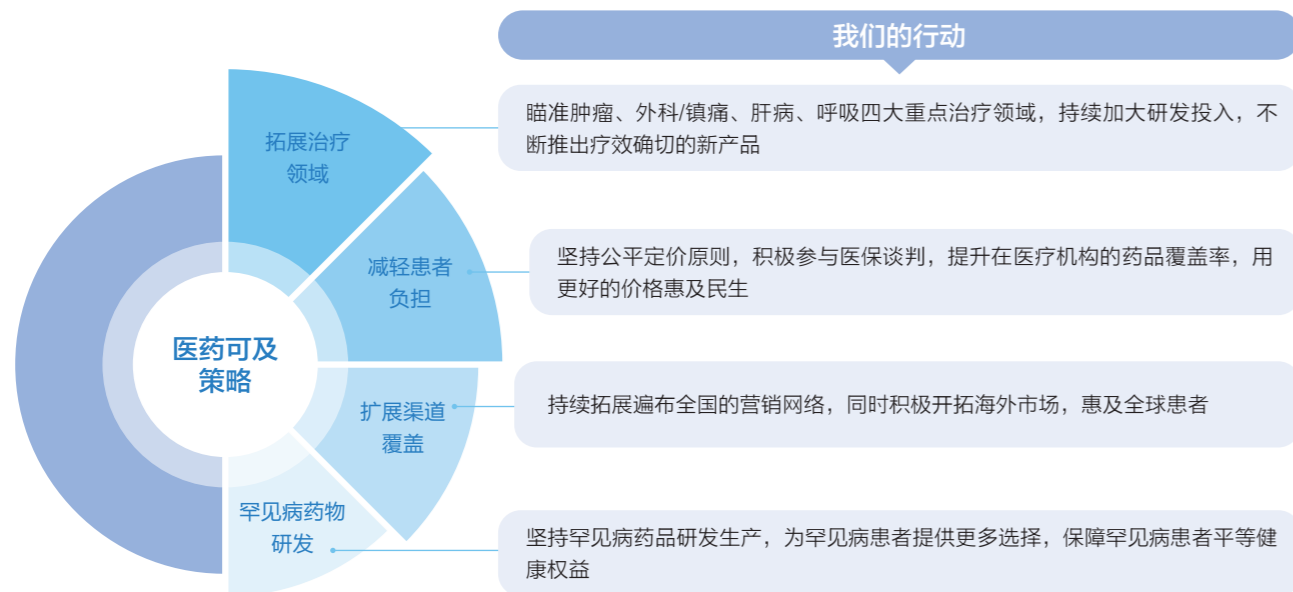 我们的行动
拓展治疗
领域
瞄准肿瘤、外科/镇痛、肝病、呼吸四大重点治疗领域，持续加大研发投入，不
断推出疗效确切的新产品
减轻患者
负担
坚持公平定价原则，积极参与医保谈判，提升在医疗机构的药品覆盖率，用
更好的价格惠及民生
医药可及
策略
扩展渠道
覆盖
持续拓展遍布全国的营销网络，同时积极开拓海外市场，惠及全球患者
罕见病药物
研发
坚持罕见病药品研发生产，为罕见病患者提供更多选择，保障罕见病患者平等健
康权益